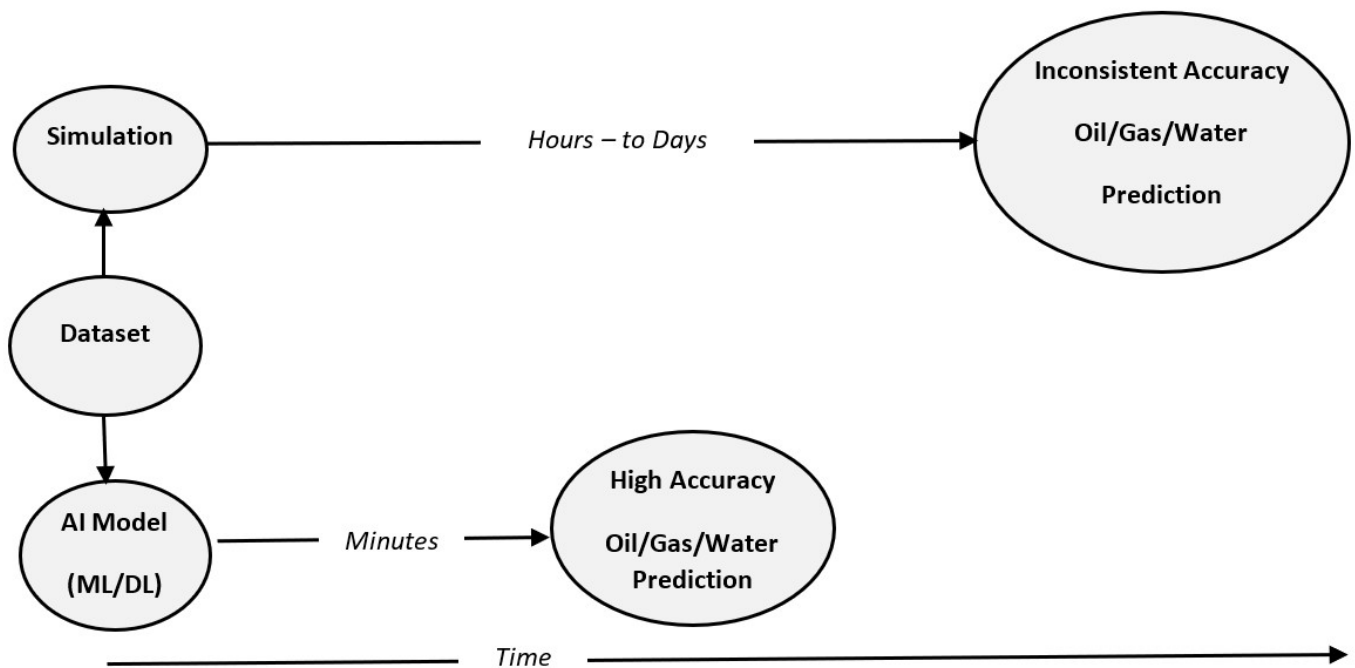 Inconsistent Accuracy
Oil/Gas/Water
Prediction
Simulation
Hours – to Days
Dataset
AI Model
(ML/DL)
Minutes
High Accuracy
Oil/Gas/Water
Prediction
Time